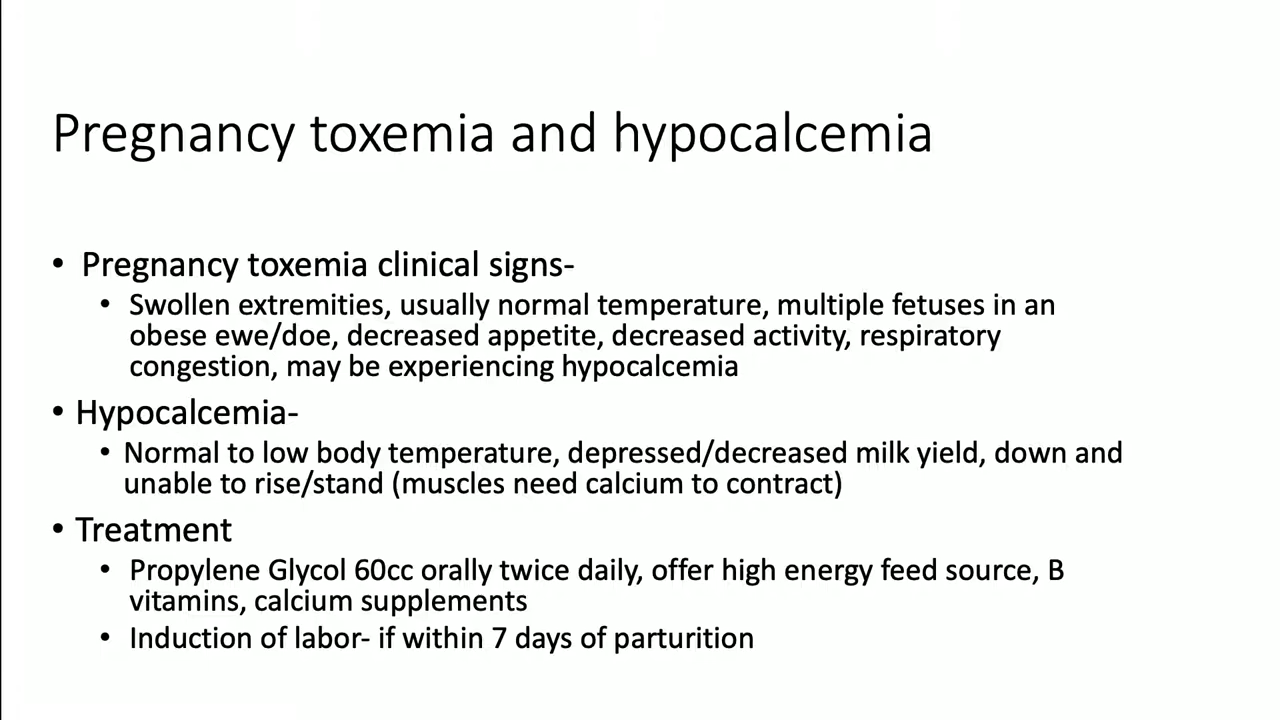 Pregnancy toxemia and hypocalcemia
• Pregnancy toxemia clinical signs-
• Swollen extremities, usually normal temperature, multiple fetuses in an
obese ewe/doe, decreased appetite, decreased activity, respiratory
congestion, may be experiencing hypocalcemia
• Hypocalcemia-
• Normal to low body temperature, depressed/decreased milk yield, down and
unable to rise/stand (muscles need calcium to contract)
• Treatment
• Propylene Glycol 60cc orally twice daily, offer high energy feed source, B
vitamins, calcium supplements
• Induction of labor- if within 7 days of parturition